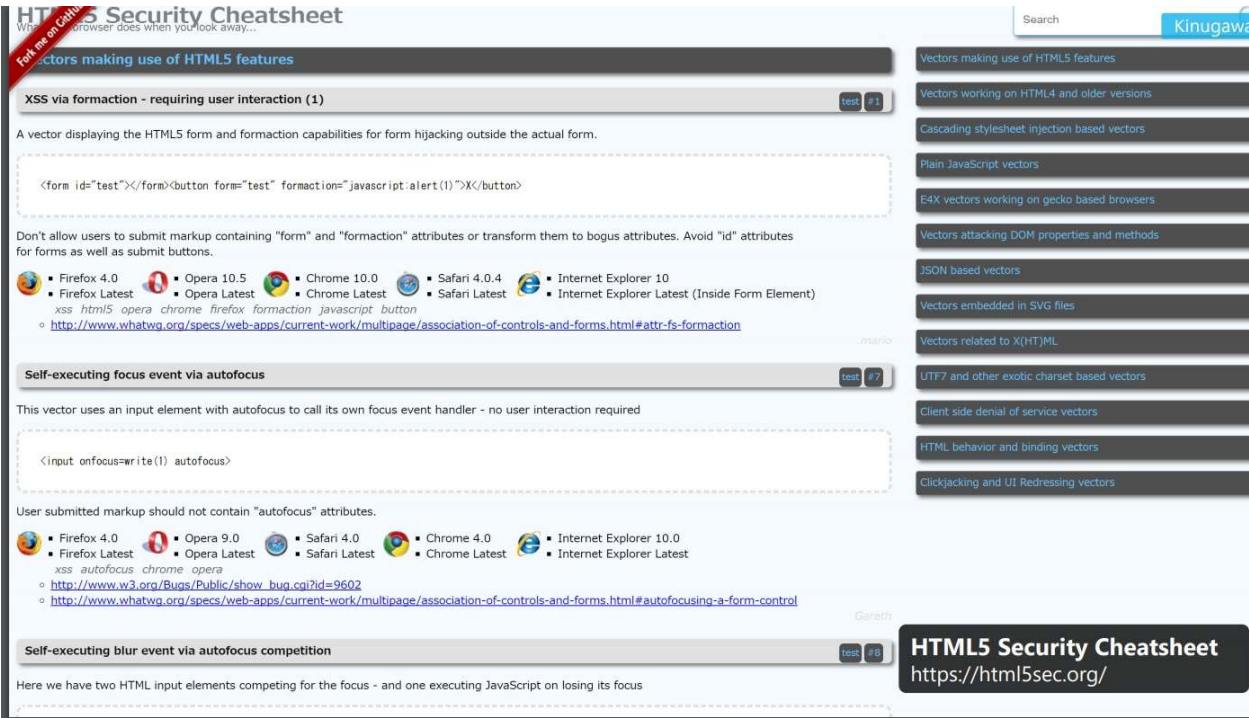 HTML5 Security Cheatsheet
What your browser does when you look away...
Fork me on GitHub
Search
Kinugawa
Vectors making use of HTML5 features
XSS via formaction - requiring user interaction (1)
test #1
A vector displaying the HTML5 form and formaction capabilities for form hijacking outside the actual form.
<form id="test"></form><button form="test" formaction="javascript:alert(1)">X</button>
Don't allow users to submit markup containing "form" and "formaction" attributes or transform them to bogus attributes. Avoid "id" attributes
for forms as well as submit buttons.
▪ Firefox 4.0 ▪ Opera 10.5 ▪ Chrome 10.0 ▪ Safari 4.0.4 ▪ Internet Explorer 10
▪ Firefox Latest ▪ Opera Latest ▪ Chrome Latest ▪ Safari Latest ▪ Internet Explorer Latest (Inside Form Element)
xss html5 opera chrome firefox formaction javascript button
http://www.whatwg.org/specs/web-apps/current-work/multipage/association-of-controls-and-forms.html#attr-fs-formaction
.mario
Self-executing focus event via autofocus
test #7
This vector uses an input element with autofocus to call its own focus event handler - no user interaction required
<input onfocus=write(1) autofocus>
User submitted markup should not contain "autofocus" attributes.
▪ Firefox 4.0 ▪ Opera 9.0 ▪ Safari 4.0 ▪ Chrome 4.0 ▪ Internet Explorer 10.0
▪ Firefox Latest ▪ Opera Latest ▪ Safari Latest ▪ Chrome Latest ▪ Internet Explorer Latest
xss autofocus chrome opera
http://www.w3.org/Bugs/Public/show_bug.cgi?id=9602
http://www.whatwg.org/specs/web-apps/current-work/multipage/association-of-controls-and-forms.html#autofocusing-a-form-control
Gareth
Self-executing blur event via autofocus competition
test #8
Here we have two HTML input elements competing for the focus - and one executing JavaScript on losing its focus
Vectors making use of HTML5 features
Vectors working on HTML4 and older versions
Cascading stylesheet injection based vectors
Plain JavaScript vectors
E4X vectors working on gecko based browsers
Vectors attacking DOM properties and methods
JSON based vectors
Vectors embedded in SVG files
Vectors related to X(HT)ML
UTF7 and other exotic charset based vectors
Client side denial of service vectors
HTML behavior and binding vectors
Clickjacking and UI Redressing vectors
HTML5 Security Cheatsheet
https://html5sec.org/